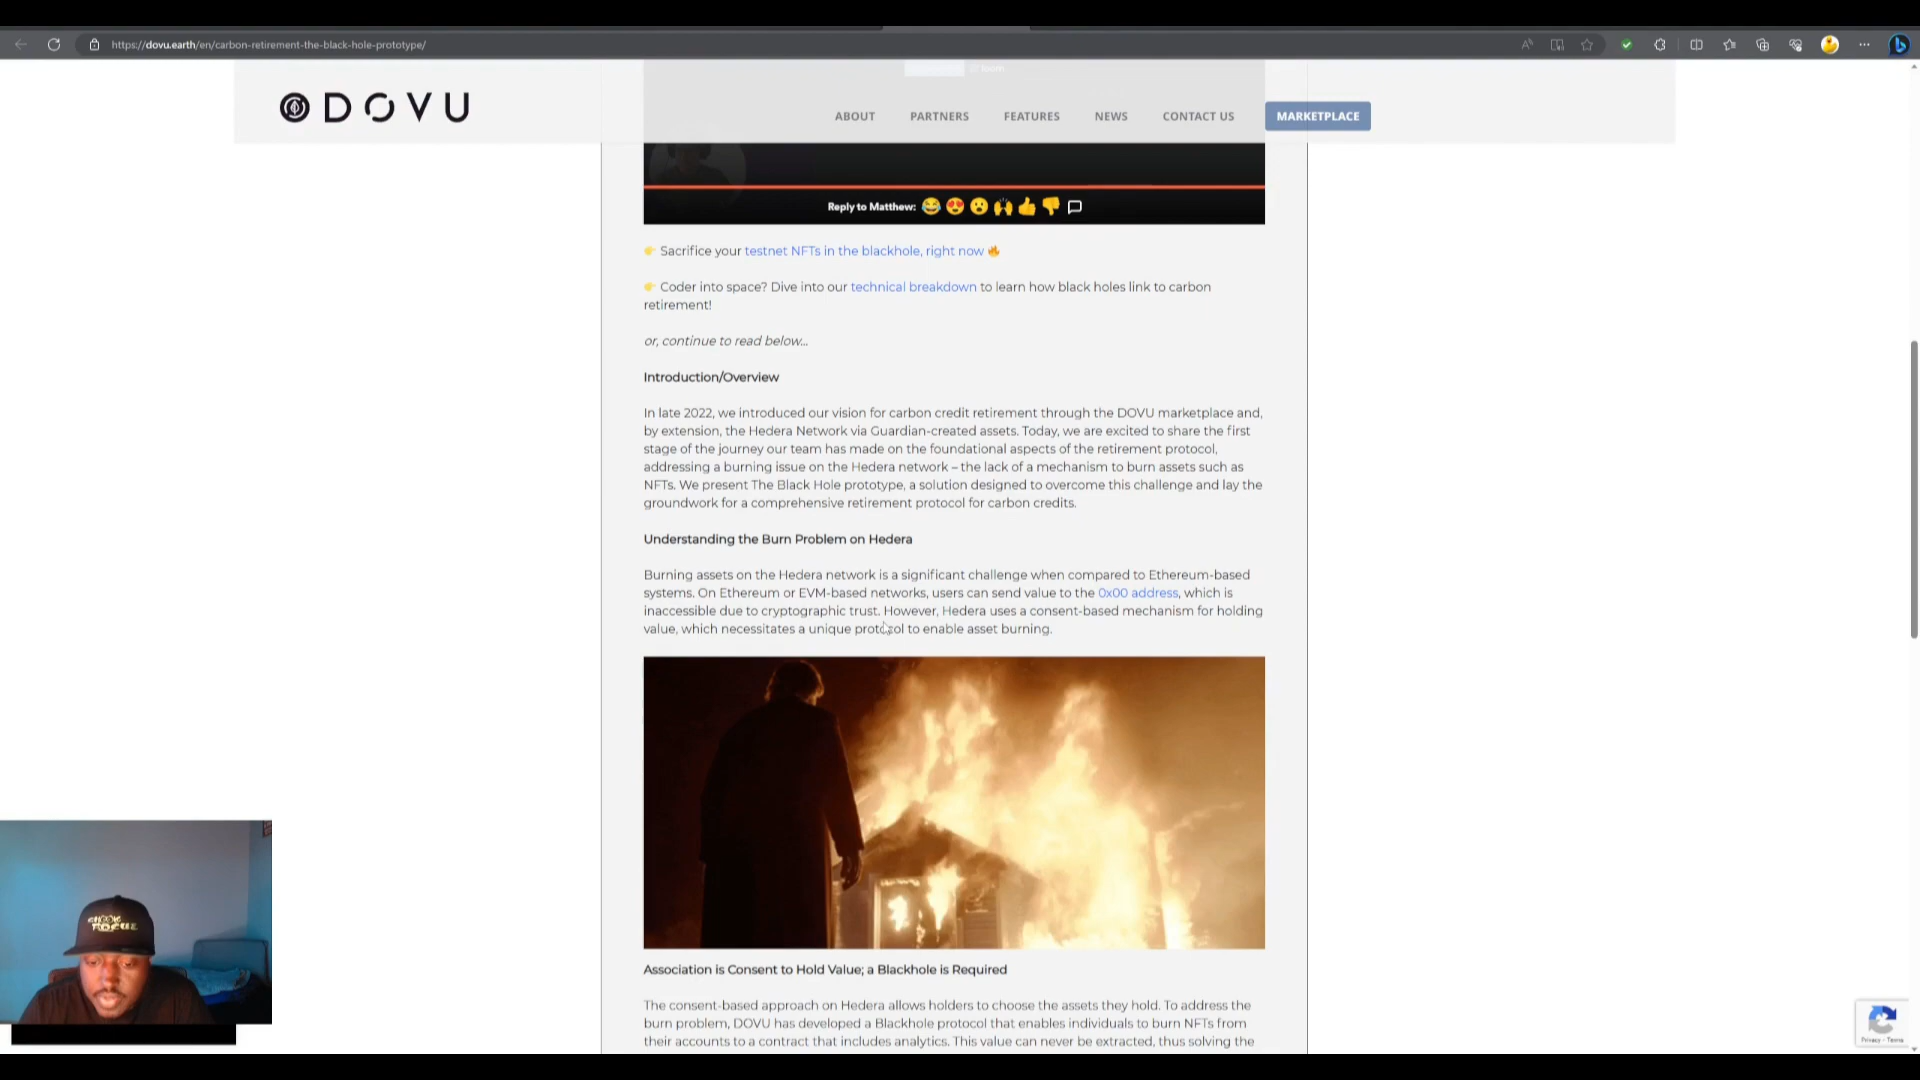 https://dovu.earth/en/carbon-retirement-the-black-hole-prototype/
DOVU
ABOUT PARTNERS FEATURES NEWS CONTACT US MARKETPLACE
Reply to Matthew:
👉 Sacrifice your testnet NFTs in the blackhole, right now 🔥
👉 Coder into space? Dive into our technical breakdown to learn how black holes link to carbon
retirement!
or, continue to read below...
Introduction/Overview
In late 2022, we introduced our vision for carbon credit retirement through the DOVU marketplace and,
by extension, the Hedera Network via Guardian-created assets. Today, we are excited to share the first
stage of the journey our team has made on the foundational aspects of the retirement protocol,
addressing a burning issue on the Hedera network – the lack of a mechanism to burn assets such as
NFTs. We present The Black Hole prototype, a solution designed to overcome this challenge and lay the
groundwork for a comprehensive retirement protocol for carbon credits.
Understanding the Burn Problem on Hedera
Burning assets on the Hedera network is a significant challenge when compared to Ethereum-based
systems. On Ethereum or EVM-based networks, users can send value to the 0x00 address, which is
inaccessible due to cryptographic trust. However, Hedera uses a consent-based mechanism for holding
value, which necessitates a unique protocol to enable asset burning.
Association is Consent to Hold Value; a Blackhole is Required
The consent-based approach on Hedera allows holders to choose the assets they hold. To address the
burn problem, DOVU has developed a Blackhole protocol that enables individuals to burn NFTs from
their accounts to a contract that includes analytics. This value can never be extracted, thus solving the
Privacy - Terms